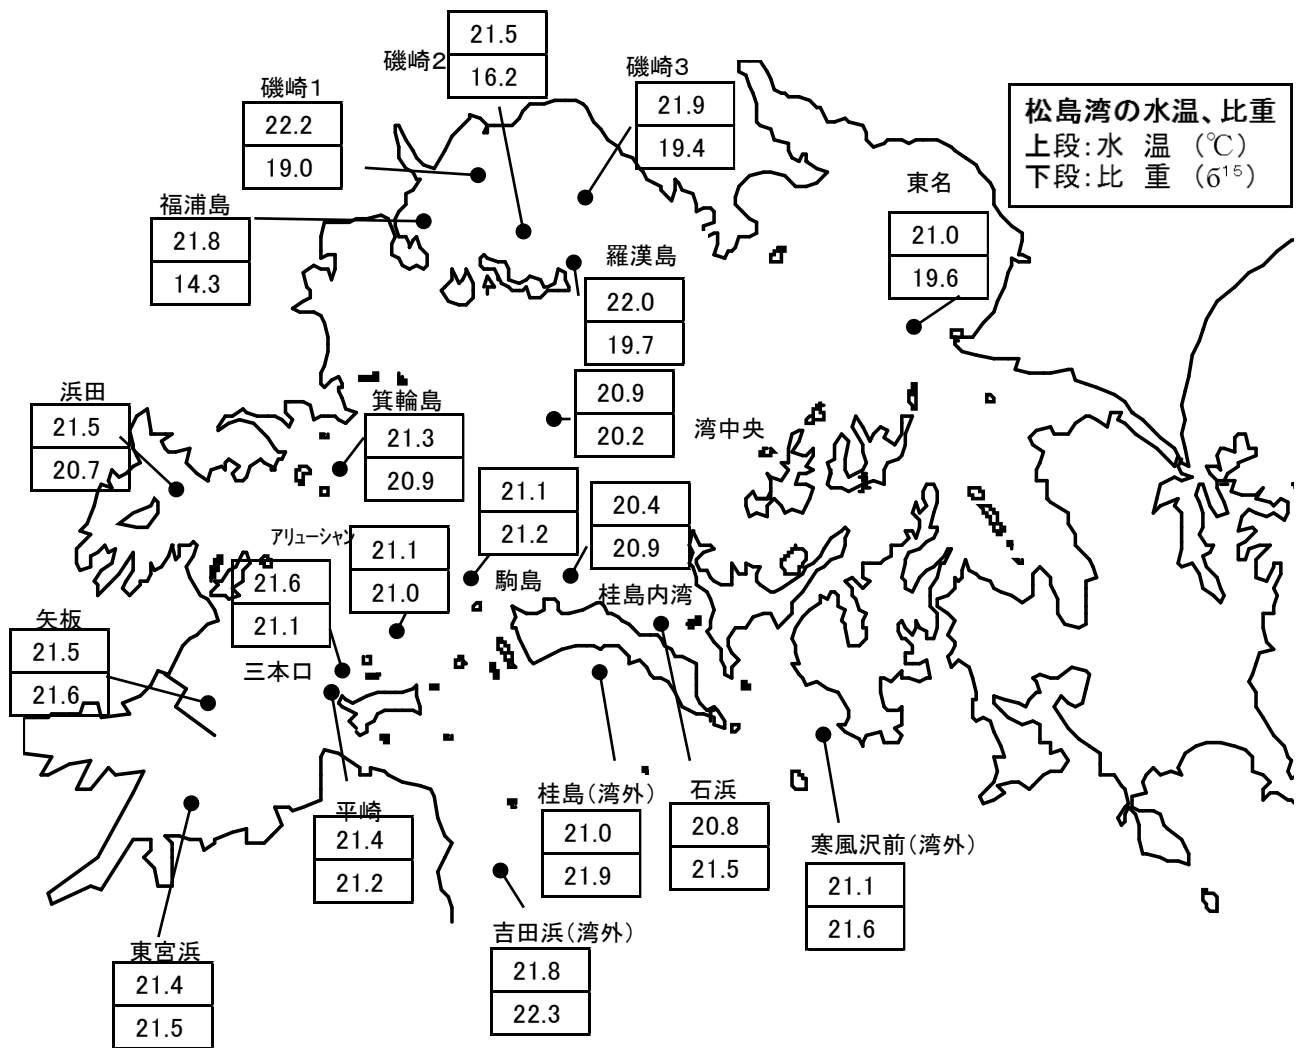 磯崎2
21.5
16.2
磯崎1
22.2
19.0
磯崎3
21.9
19.4
松島湾の水温、比重
上段:水 温 (℃)
下段:比 重 (б¹⁵)
福浦島
21.8
14.3
東名
21.0
19.6
羅漢島
22.0
19.7
浜田
21.5
20.7
箕輪島
21.3
20.9
20.9
20.2
湾中央
21.1
21.2
駒島
20.4
20.9
桂島内湾
アリューシャン
21.1
21.0
21.6
21.1
三本口
矢板
21.5
21.6
平崎
21.4
21.2
桂島(湾外)
21.0
21.9
石浜
20.8
21.5
寒風沢前(湾外)
21.1
21.6
東宮浜
21.4
21.5
吉田浜(湾外)
21.8
22.3